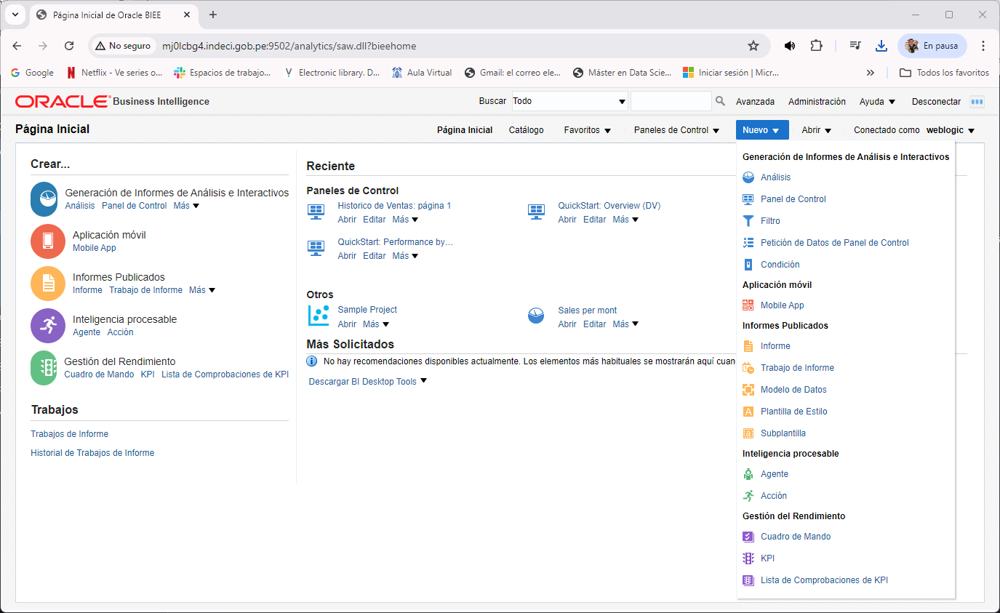 Página Inicial de Oracle BIEE
No seguro
mj0lcbg4.indeci.gob.pe:9502/analytics/saw.dll?bieehome
En pausa
Google
Netflix - Ve series o...
Espacios de trabajo...
Electronic library. D...
Aula Virtual
Gmail: el correo ele...
Máster en Data Scie...
Iniciar sesión | Micr...
Todos los favoritos
ORACLE Business Intelligence
Buscar Todo
Avanzada
Administración
Ayuda
Desconectar
Página Inicial
Página Inicial
Catálogo
Favoritos
Paneles de Control
Nuevo
Abrir
Conectado como weblogic
Crear...
Generación de Informes de Análisis e Interactivos
Análisis Panel de Control Más
Aplicación móvil
Mobile App
Informes Publicados
Informe Trabajo de Informe Más
Inteligencia procesable
Agente Acción
Gestión del Rendimiento
Cuadro de Mando KPI Lista de Comprobaciones de KPI
Trabajos
Trabajos de Informe
Historial de Trabajos de Informe
Reciente
Paneles de Control
Historico de Ventas: página 1
Abrir Editar Más
QuickStart: Overview (DV)
Abrir Editar Más
QuickStart: Performance by...
Abrir Editar Más
Otros
Sample Project
Abrir Más
Sales per mont
Abrir Editar Más
Más Solicitados
No hay recomendaciones disponibles actualmente. Los elementos más habituales se mostrarán aquí cuan
Descargar BI Desktop Tools
Generación de Informes de Análisis e Interactivos
Análisis
Panel de Control
Filtro
Petición de Datos de Panel de Control
Condición
Aplicación móvil
Mobile App
Informes Publicados
Informe
Trabajo de Informe
Modelo de Datos
Plantilla de Estilo
Subplantilla
Inteligencia procesable
Agente
Acción
Gestión del Rendimiento
Cuadro de Mando
KPI
Lista de Comprobaciones de KPI